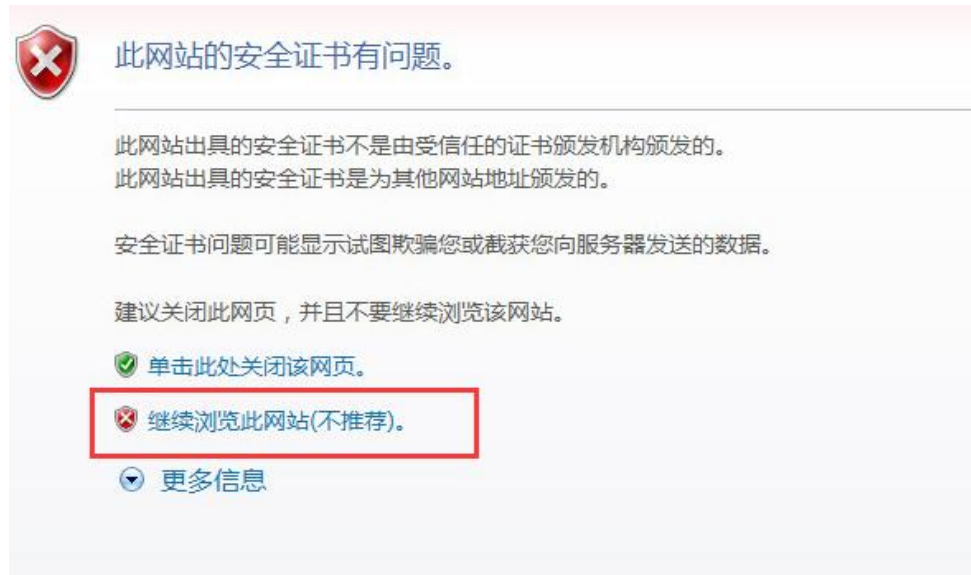 此网站的安全证书有问题。
此网站出具的安全证书不是由受信任的证书颁发机构颁发的。
此网站出具的安全证书是为其他网站地址颁发的。
安全证书问题可能显示试图欺骗您或截获您向服务器发送的数据。
建议关闭此网页，并且不要继续浏览该网站。
单击此处关闭该网页。
继续浏览此网站(不推荐)。
更多信息